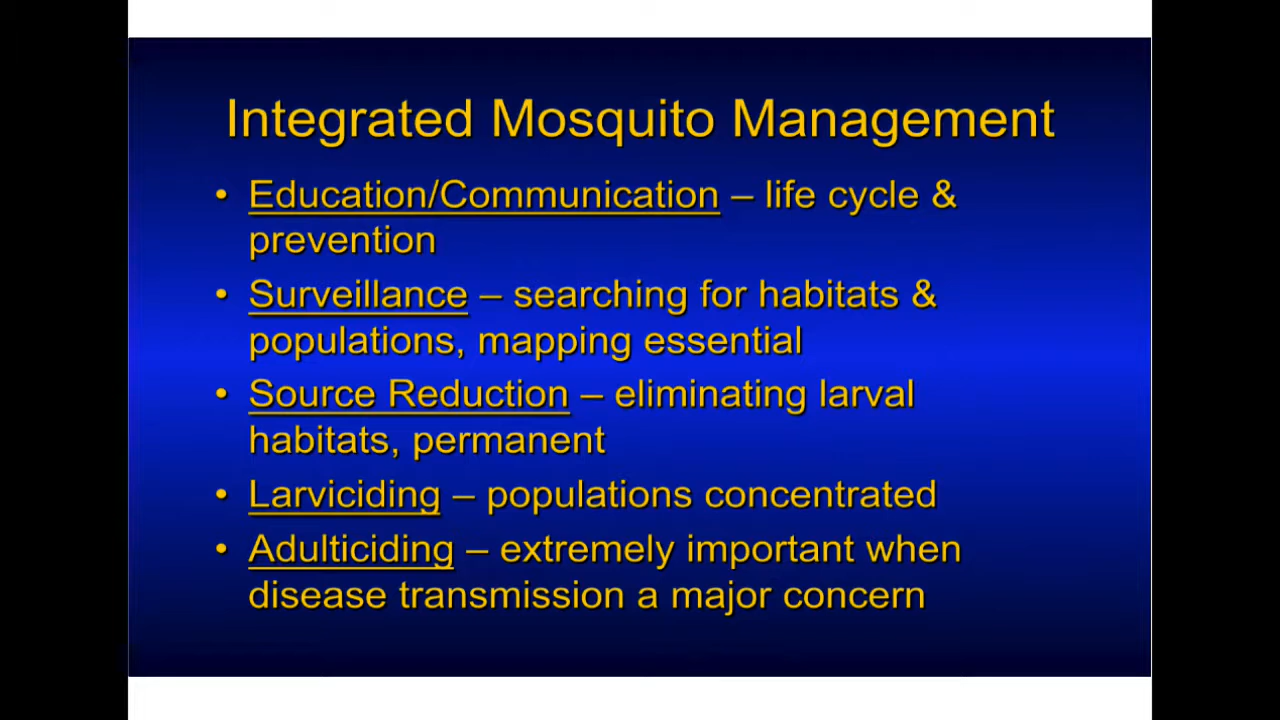 Integrated Mosquito Management
• Education/Communication – life cycle &
prevention
• Surveillance – searching for habitats &
populations, mapping essential
• Source Reduction – eliminating larval
habitats, permanent
• Larviciding – populations concentrated
• Adulticiding – extremely important when
disease transmission a major concern